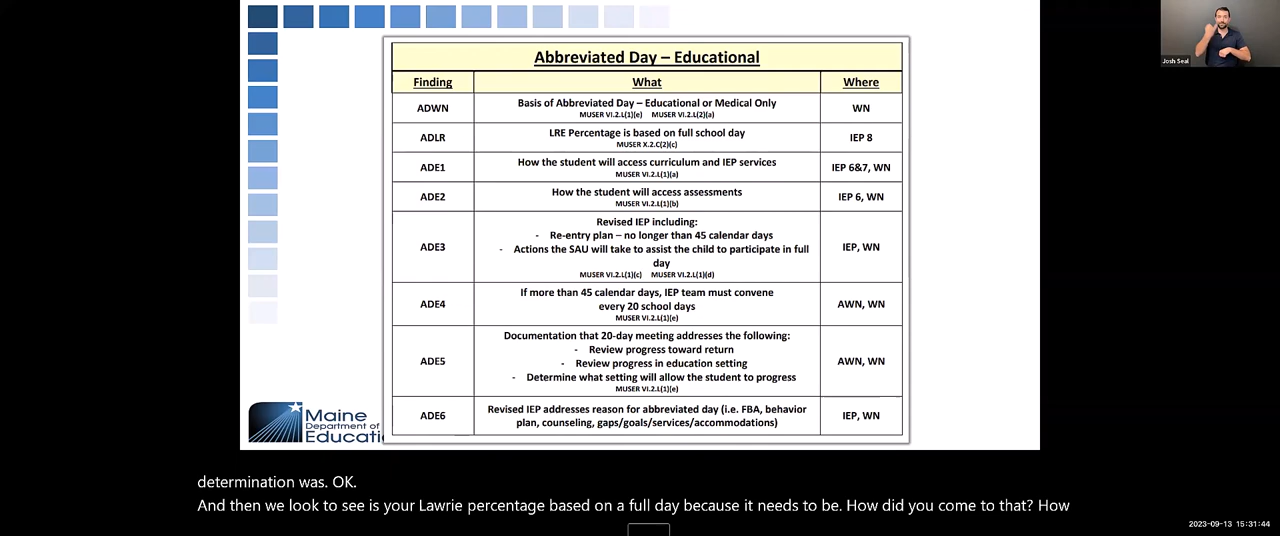 Josh Seal
Abbreviated Day – Educational
Finding What Where
ADWN Basis of Abbreviated Day – Educational or Medical Only WN
MUSER VI.2.L(1)(e) MUSER VI.2.L(2)(a)
ADLR LRE Percentage is based on full school day IEP 8
MUSER X.2.C(2)(c)
ADE1 How the student will access curriculum and IEP services IEP 6&7, WN
MUSER VI.2.L(1)(a)
ADE2 How the student will access assessments IEP 6, WN
MUSER VI.2.L(1)(b)
Revised IEP including:
- Re-entry plan – no longer than 45 calendar days
ADE3 - Actions the SAU will take to assist the child to participate in full IEP, WN
day
MUSER VI.2.L(1)(c) MUSER VI.2.L(1)(d)
If more than 45 calendar days, IEP team must convene
ADE4 every 20 school days AWN, WN
MUSER VI.2.L(1)(e)
Documentation that 20-day meeting addresses the following:
- Review progress toward return
ADE5 - Review progress in education setting AWN, WN
- Determine what setting will allow the student to progress
MUSER VI.2.L(1)(e)
ADE6 Revised IEP addresses reason for abbreviated day (i.e. FBA, behavior IEP, WN
plan, counseling, gaps/goals/services/accommodations)
Maine
Department of
Educati
determination was. OK.
And then we look to see is your Lawrie percentage based on a full day because it needs to be. How did you come to that? How
2023-09-13 15:31:44